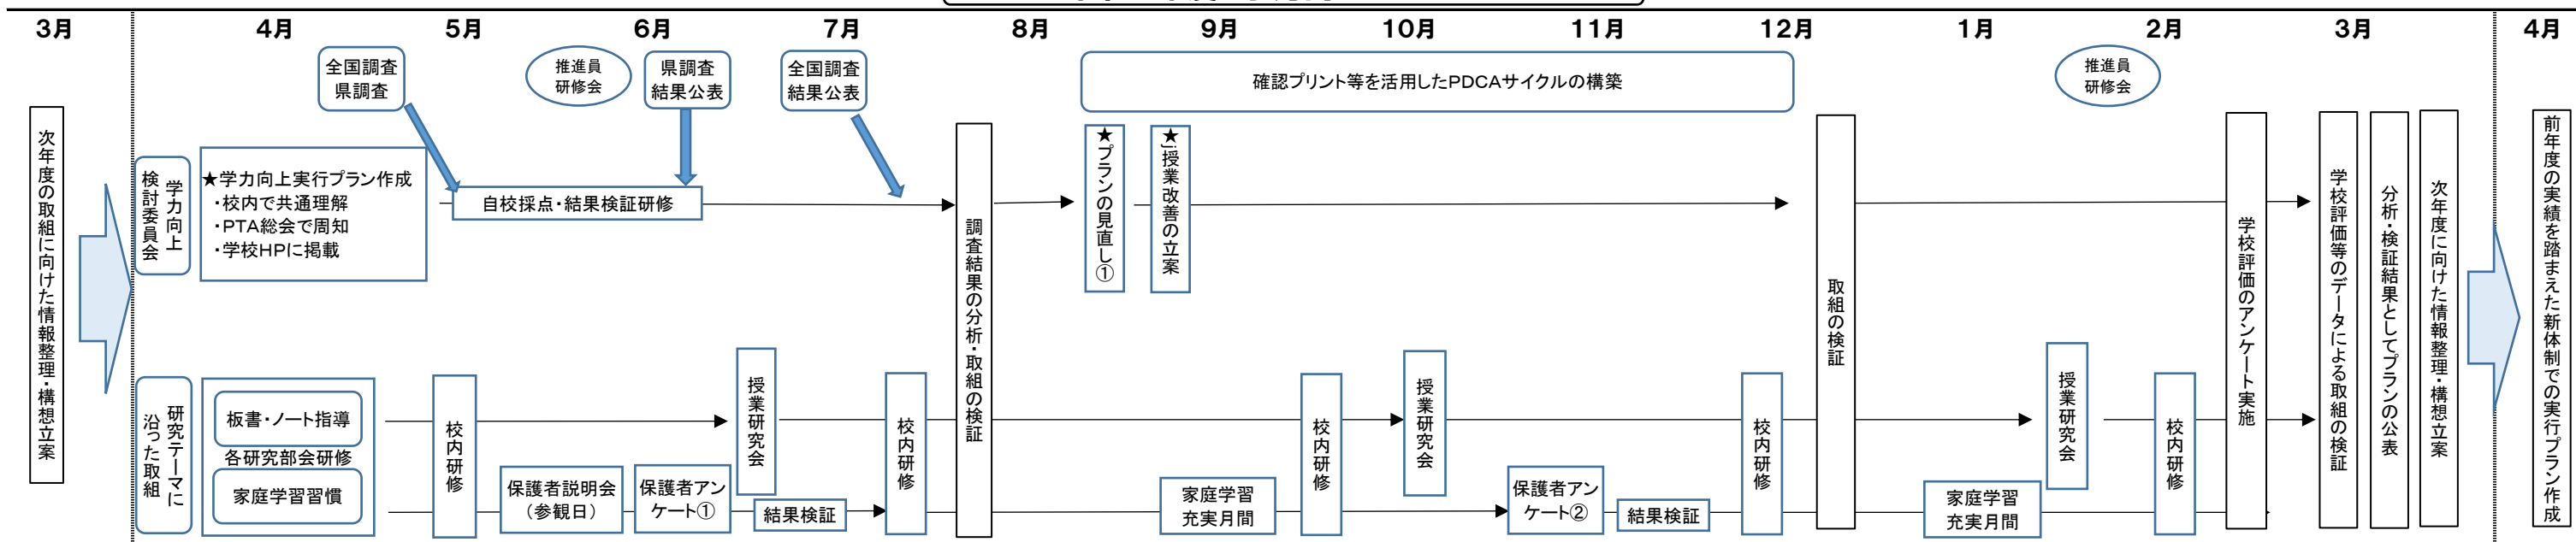 3月
4月
5月
6月
7月
8月
9月
10月
11月
12月
1月
2月
3月
4月
全国調査
県調査
推進員
研修会
県調査
結果公表
全国調査
結果公表
確認プリント等を活用したPDCAサイクルの構築
推進員
研修会
次年度の取組に向けた情報整理・構想立案
学力向上
検討委員会
★学力向上実行プラン作成
・校内で共通理解
・PTA総会で周知
・学校HPに掲載
自校採点・結果検証研修
調査結果の分析・取組の検証
★プランの見直し①
★j授業改善の立案
取組の検証
学校評価のアンケート実施
学校評価等のデータによる取組の検証
分析・検証結果としてプランの公表
次年度に向けた情報整理・構想立案
前年度の実績を踏まえた新体制での実行プラン作成
研究テーマに
沿った取組
板書・ノート指導
各研究部会研修
家庭学習習慣
校内研修
保護者説明会
（参観日）
保護者アン
ケート①
授業研究会
結果検証
校内研修
家庭学習
充実月間
校内研修
授業研究会
保護者アン
ケート②
結果検証
校内研修
家庭学習
充実月間
授業研究会
校内研修